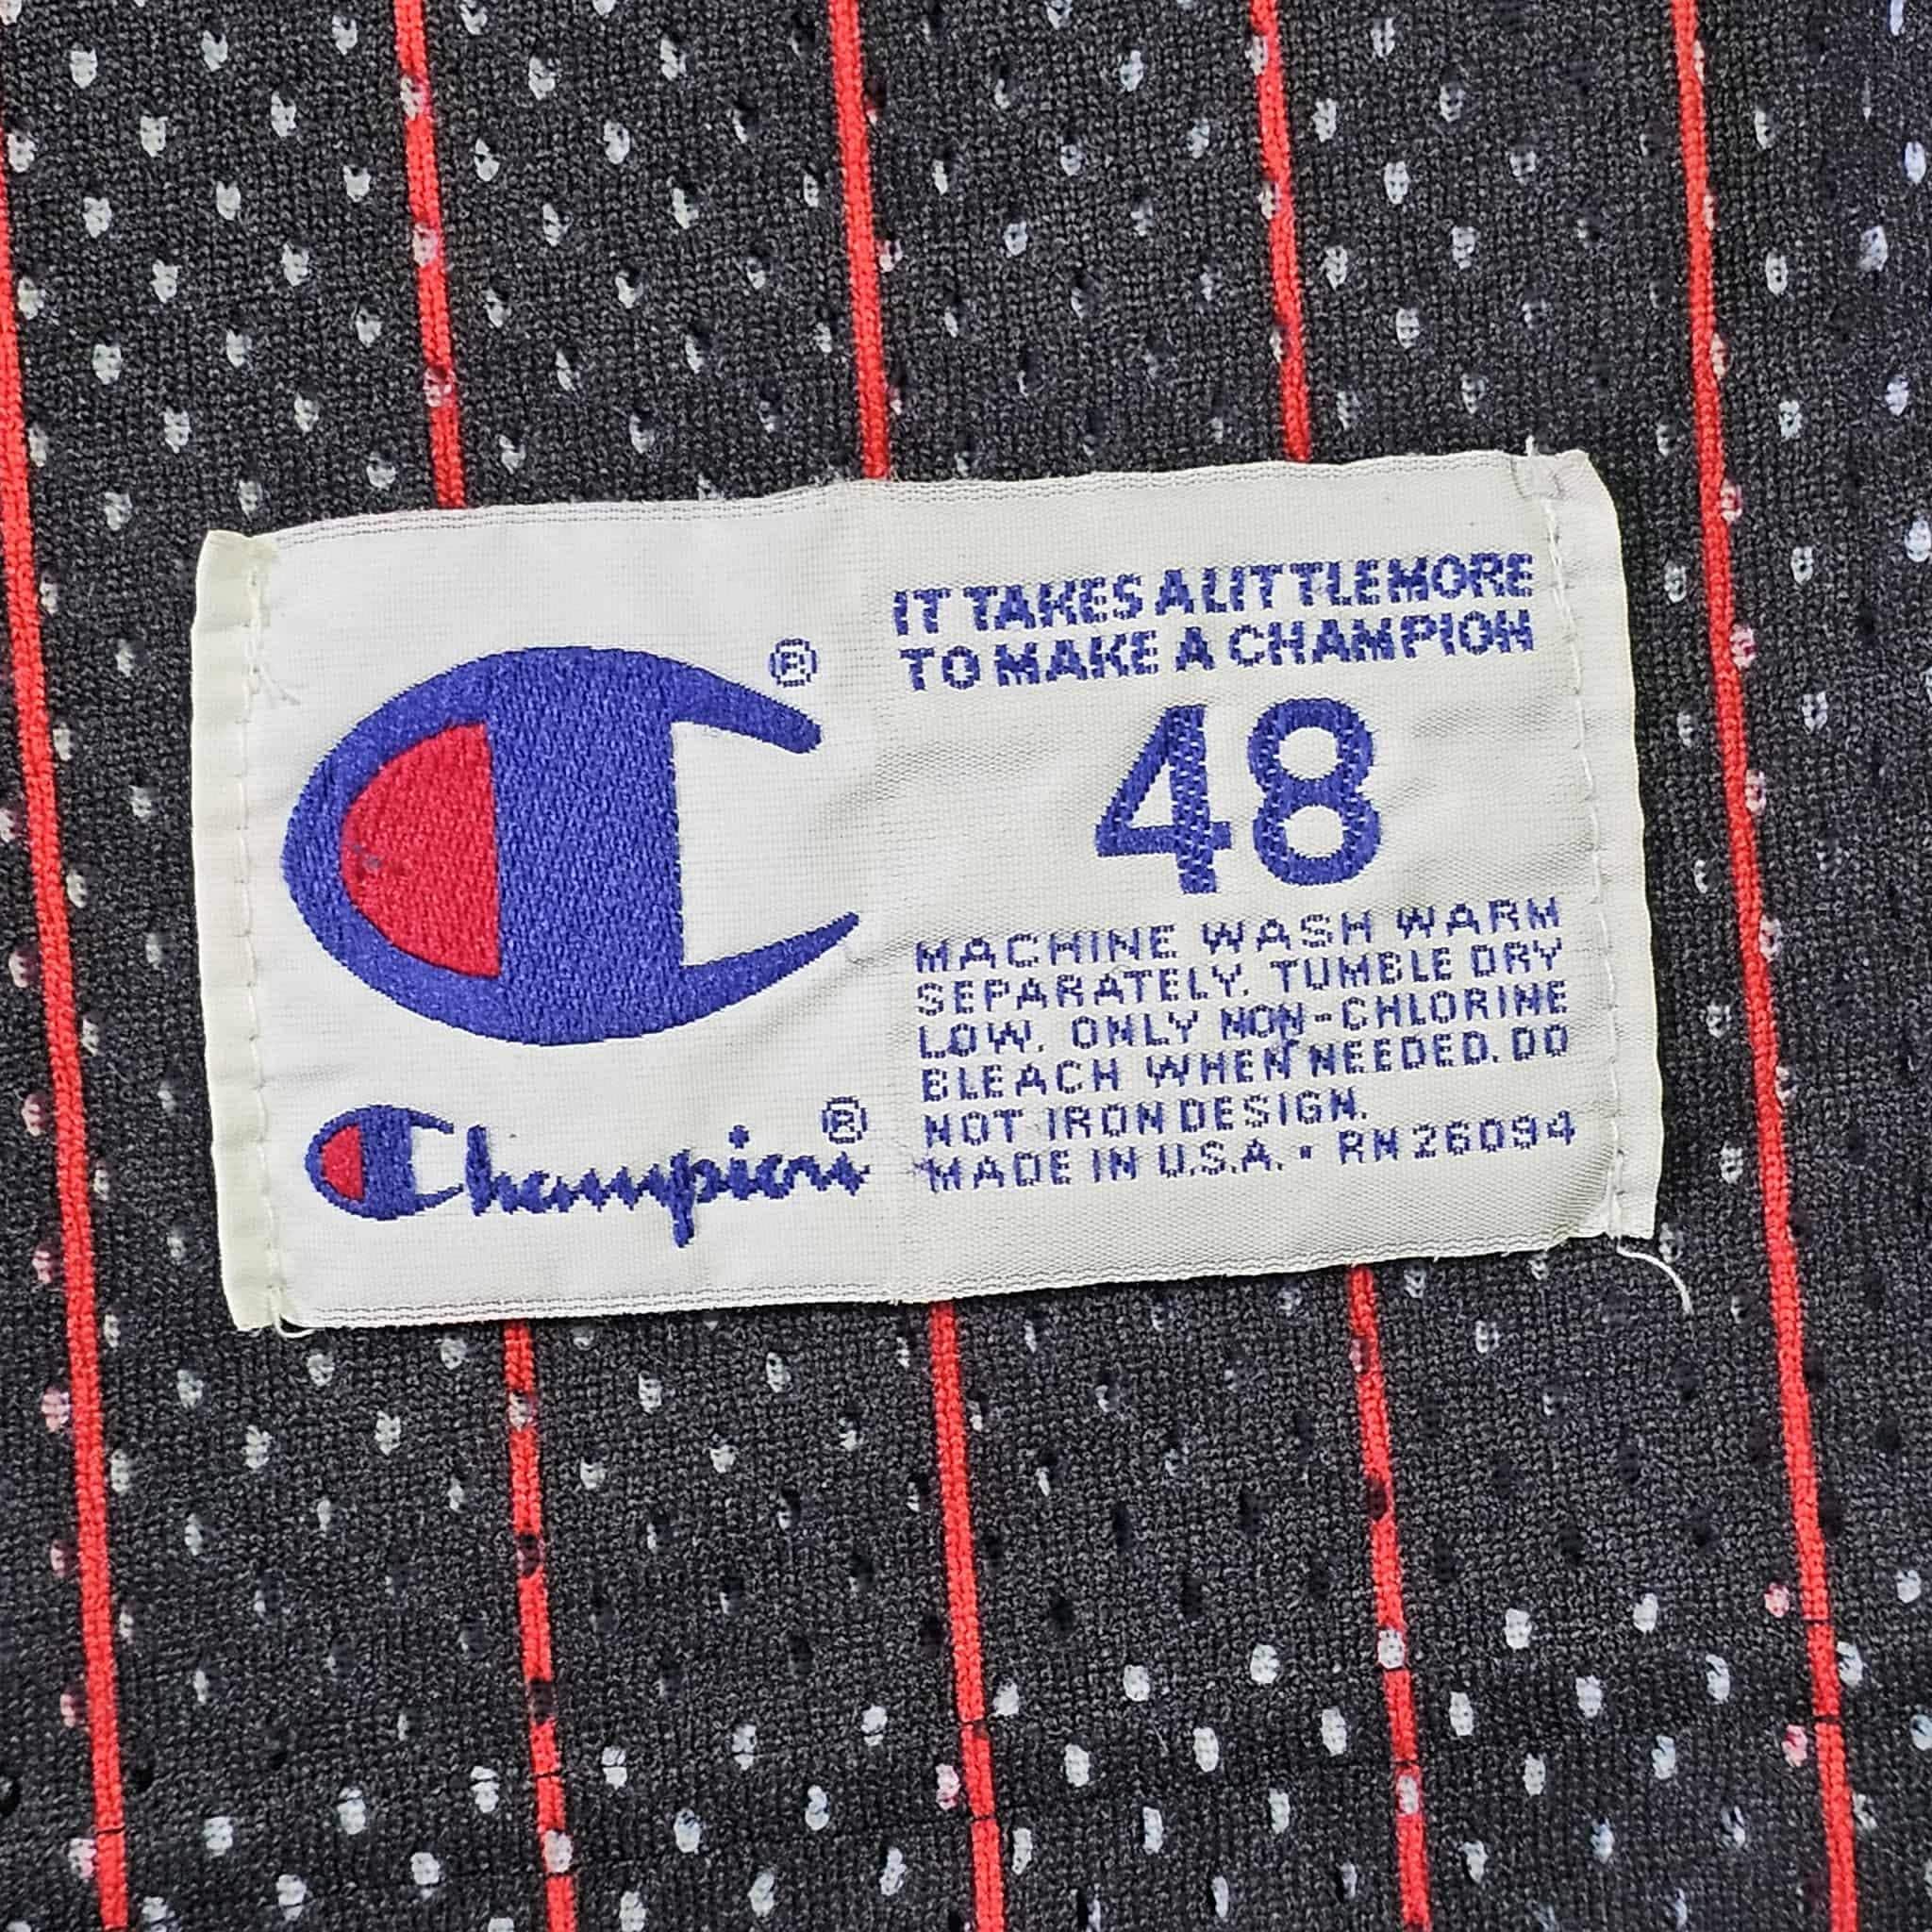 ®
Champion®
IT TAKES A LITTLE MORE
TO MAKE A CHAMPION
48
MACHINE WASH WARM
SEPARATELY. TUMBLE DRY
LOW. ONLY NON-CHLORINE
BLEACH WHEN NEEDED. DO
NOT IRON DESIGN.
MADE IN U.S.A. • RN 26094